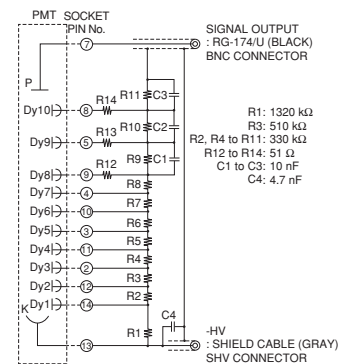 PMT
SOCKET
PIN No.
SIGNAL OUTPUT
: RG-174/U (BLACK)
BNC CONNECTOR
7
P
R11
C3
R14
Dy10
8
R13
R10
C2
Dy9
5
R12
R9
C1
Dy8
9
R8
Dy7
4
R7
Dy6
10
R6
Dy5
3
R5
Dy4
11
R4
Dy3
2
R3
Dy2
12
R2
Dy1
14
K
C4
R1
13
R1: 1320 kΩ
R3: 510 kΩ
R2, R4 to R11: 330 kΩ
R12 to R14: 51 Ω
C1 to C3: 10 nF
C4: 4.7 nF
-HV
: SHIELD CABLE (GRAY)
SHV CONNECTOR